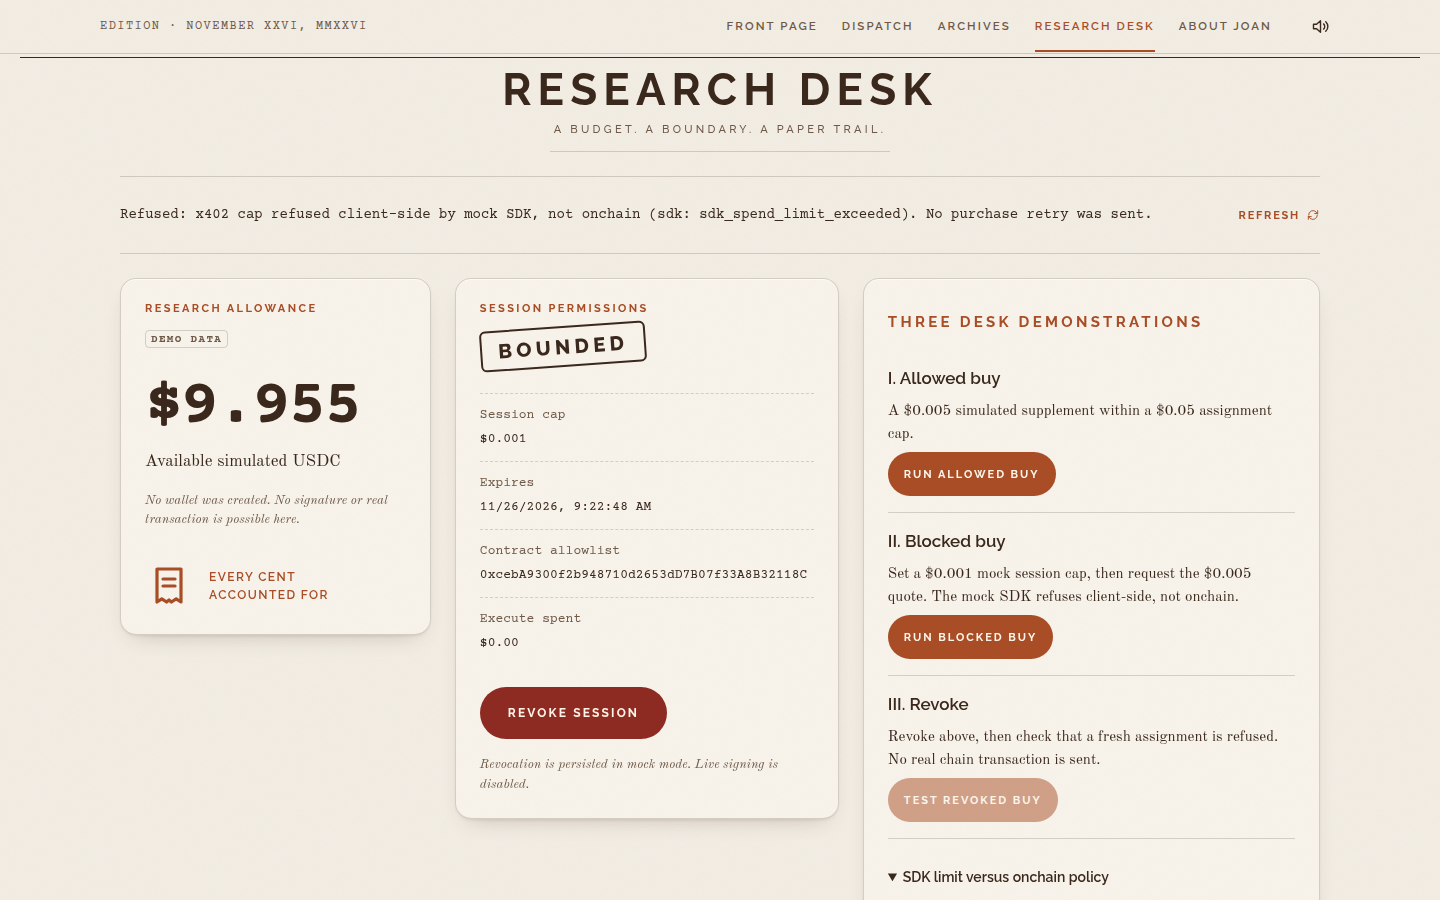 EDITION · NOVEMBER XXVI, MMXXVI
FRONT PAGE
DISPATCH
ARCHIVES
RESEARCH DESK
ABOUT JOAN
RESEARCH DESK
A BUDGET. A BOUNDARY. A PAPER TRAIL.
Refused: x402 cap refused client-side by mock SDK, not onchain (sdk: sdk_spend_limit_exceeded). No purchase retry was sent.
REFRESH
RESEARCH ALLOWANCE
DEMO DATA
$9.955
Available simulated USDC
No wallet was created. No signature or real
transaction is possible here.
EVERY CENT
ACCOUNTED FOR
SESSION PERMISSIONS
BOUNDED
Session cap
$0.001
Expires
11/26/2026, 9:22:48 AM
Contract allowlist
0xcebA9300f2b948710d2653dD7B07f33A8B32118C
Execute spent
$0.00
REVOKE SESSION
Revocation is persisted in mock mode. Live signing is
disabled.
THREE DESK DEMONSTRATIONS
I. Allowed buy
A $0.005 simulated supplement within a $0.05 assignment
cap.
RUN ALLOWED BUY
II. Blocked buy
Set a $0.001 mock session cap, then request the $0.005
quote. The mock SDK refuses client-side, not onchain.
RUN BLOCKED BUY
III. Revoke
Revoke above, then check that a fresh assignment is refused.
No real chain transaction is sent.
TEST REVOKED BUY
SDK limit versus onchain policy